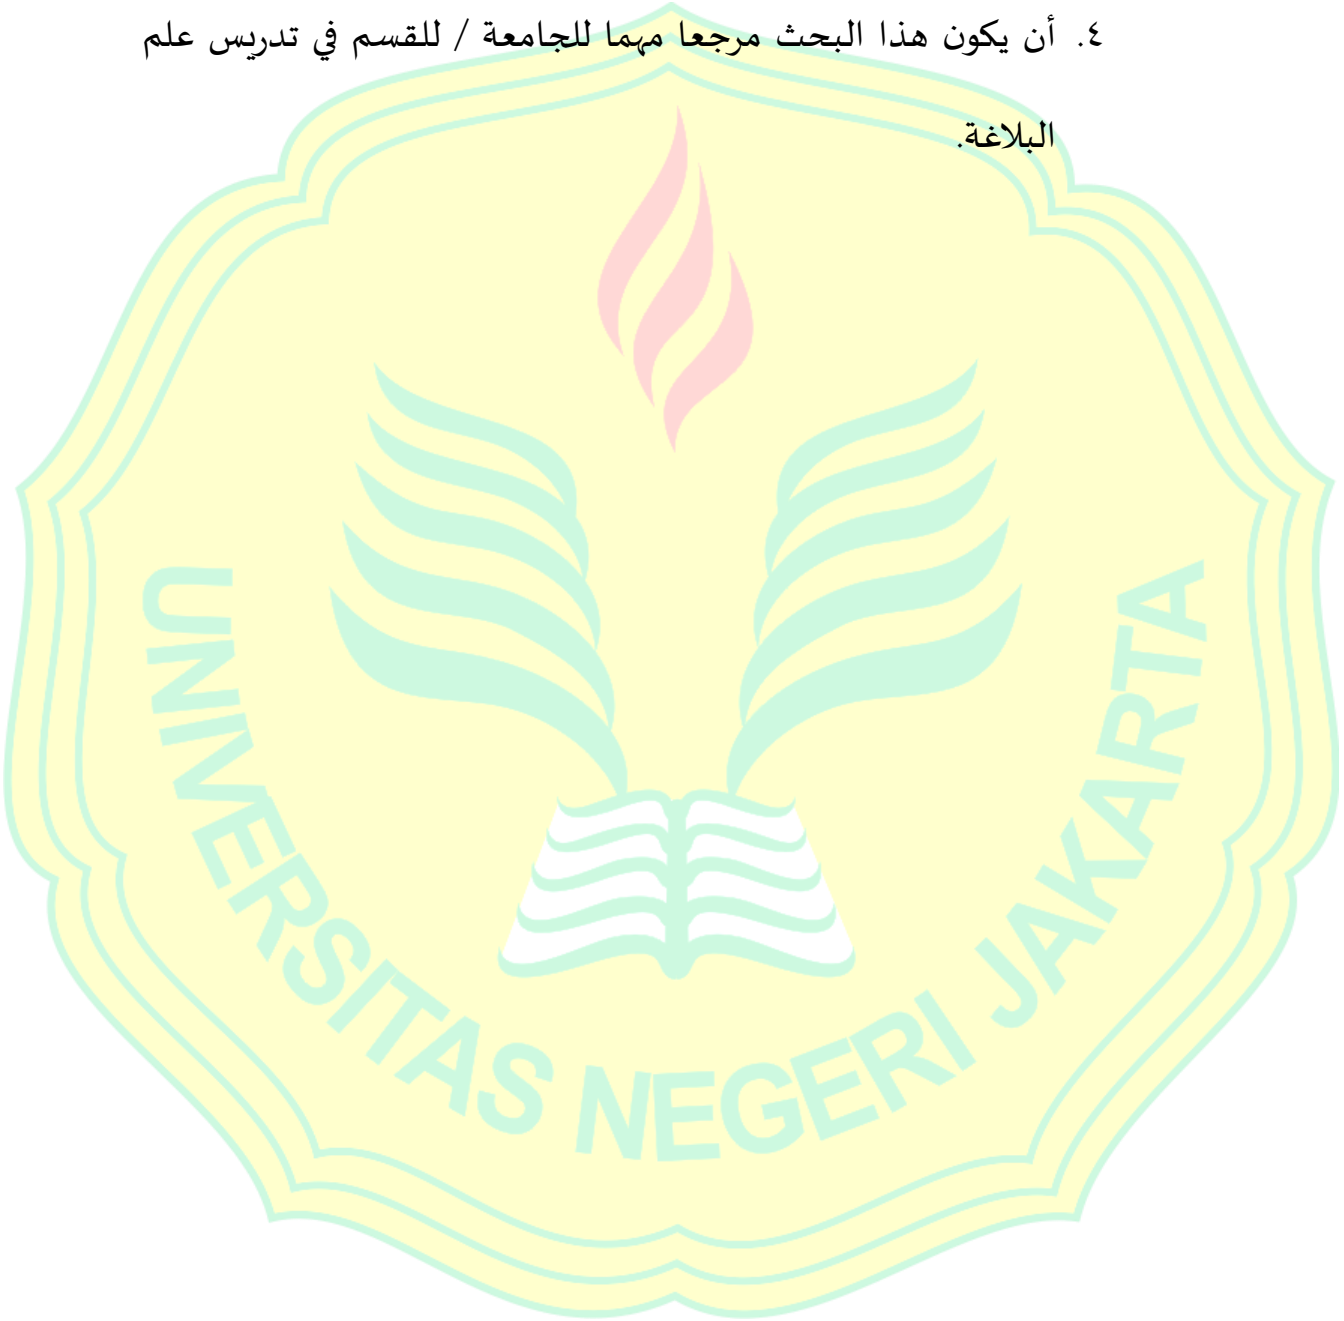 ٤. أن يكون هذا البحث مرجعا مهما للجامعة / للقسم في تدريس علم
البلاغة.
UNIVERSITAS NEGERI JAKARTA